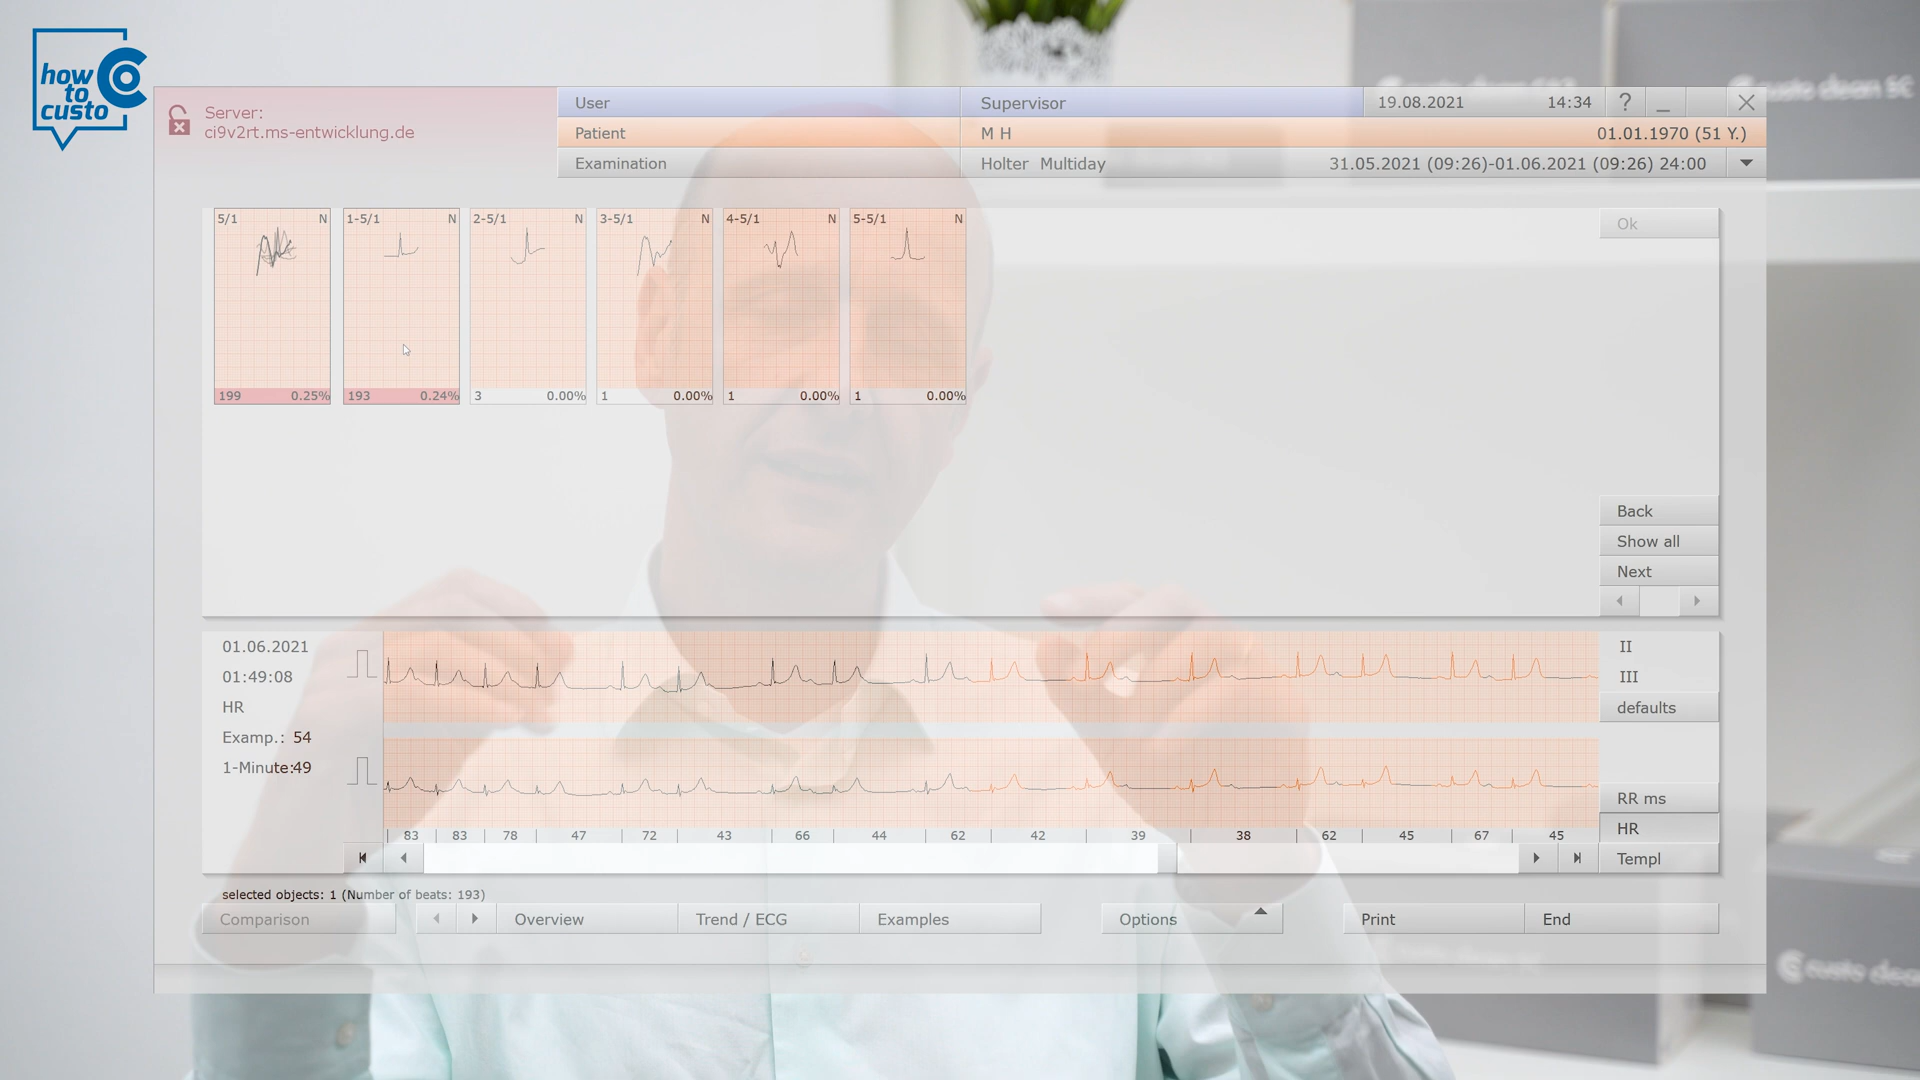 how
to
custo
Server:
ci9v2rt.ms-entwicklung.de
User Supervisor 19.08.2021 14:34 ?
Patient M H 01.01.1970 (51 Y.)
Examination Holter Multiday 31.05.2021 (09:26)-01.06.2021 (09:26) 24:00
5/1 N 1-5/1 N 2-5/1 N 3-5/1 N 4-5/1 N 5-5/1 N
Ok
199 0.25% 193 0.24% 3 0.00% 1 0.00% 1 0.00% 1 0.00%
Back
Show all
Next
01.06.2021
01:49:08
HR
Examp.: 54
1-Minute:49
II
III
defaults
RR ms
HR
Templ
83 83 78 47 72 43 66 44 62 42 39 38 62 45 67 45
selected objects: 1 (Number of beats: 193)
Comparison Overview Trend / ECG Examples Options Print End
custo clean SC
custo clean